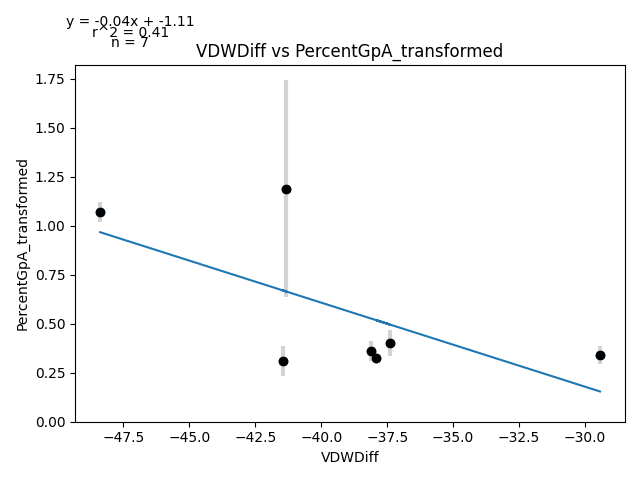 y = -0.04x + -1.11
r^2 = 0.41
n = 7
VDWDiff vs PercentGpA_transformed
PercentGpA_transformed
1.75
1.50
1.25
1.00
0.75
0.50
0.25
0.00
−47.5 −45.0 −42.5 −40.0 −37.5 −35.0 −32.5 −30.0
VDWDiff